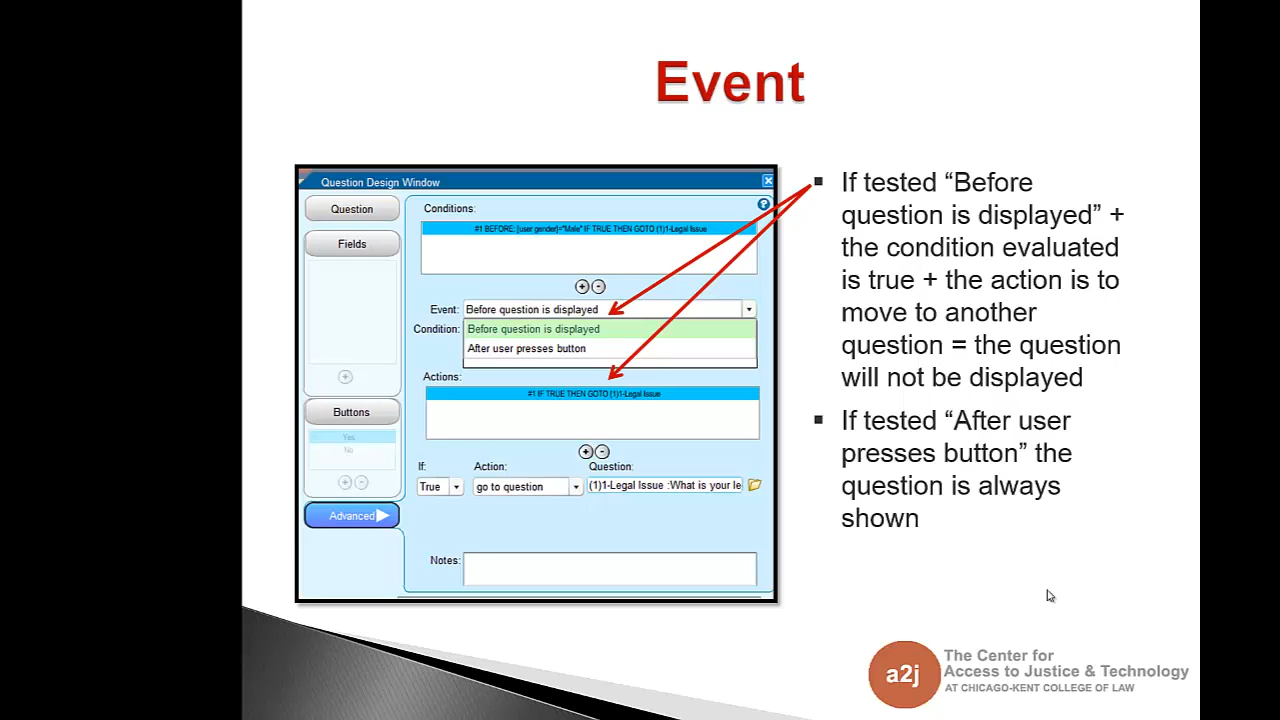 Event
Question Design Window
Question
Fields
Buttons
Yes
No
Advanced
Conditions:
#1 BEFORE: [user gender]="Male" IF TRUE THEN GOTO (1)1-Legal Issue
Event: Before question is displayed
Condition: Before question is displayed
After user presses button
Actions:
#1 IF TRUE THEN GOTO (1)1-Legal Issue
If: Action: Question:
True go to question (1)1-Legal Issue :What is your le
Notes:
▪ If tested “Before
question is displayed” +
the condition evaluated
is true + the action is to
move to another
question = the question
will not be displayed
▪ If tested “After user
presses button” the
question is always
shown
a2j
The Center for
Access to Justice & Technology
AT CHICAGO-KENT COLLEGE OF LAW